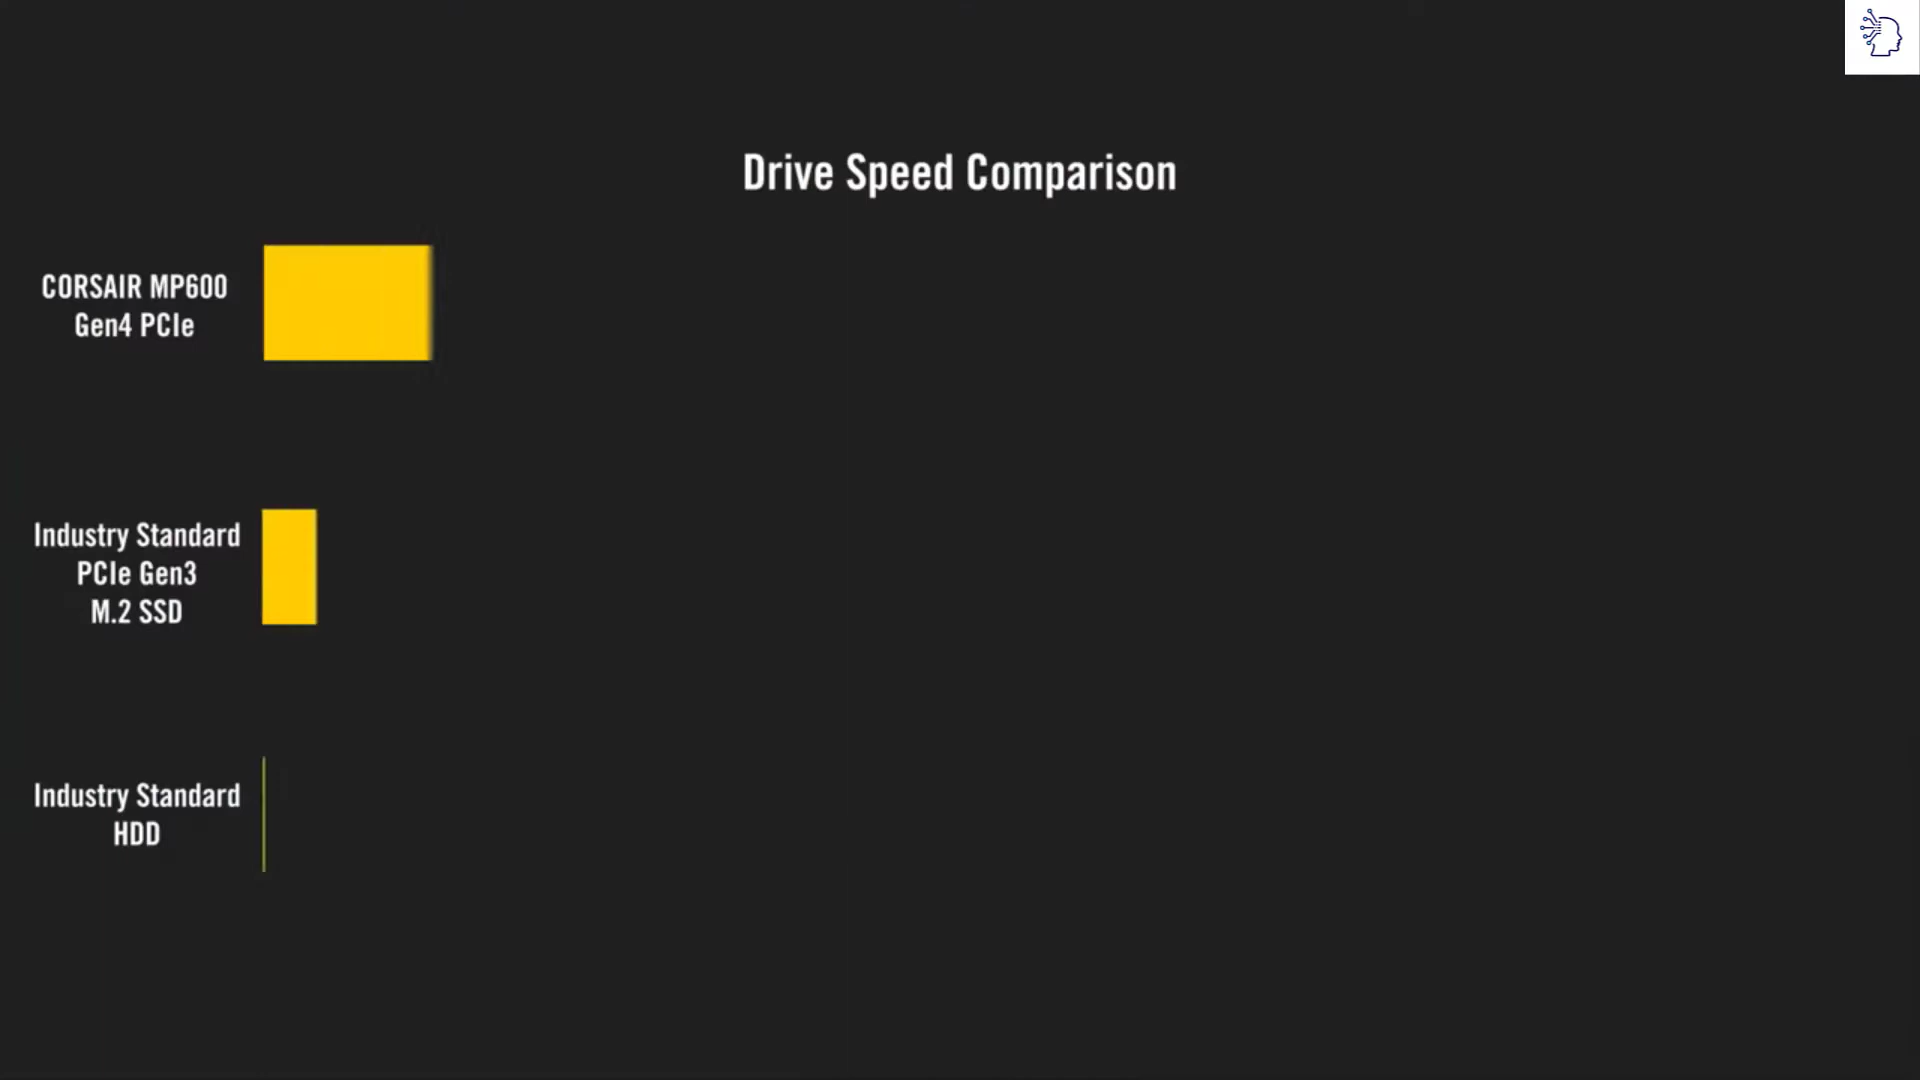 Drive Speed Comparison
CORSAIR MP600
Gen4 PCIe
Industry Standard
PCIe Gen3
M.2 SSD
Industry Standard
HDD